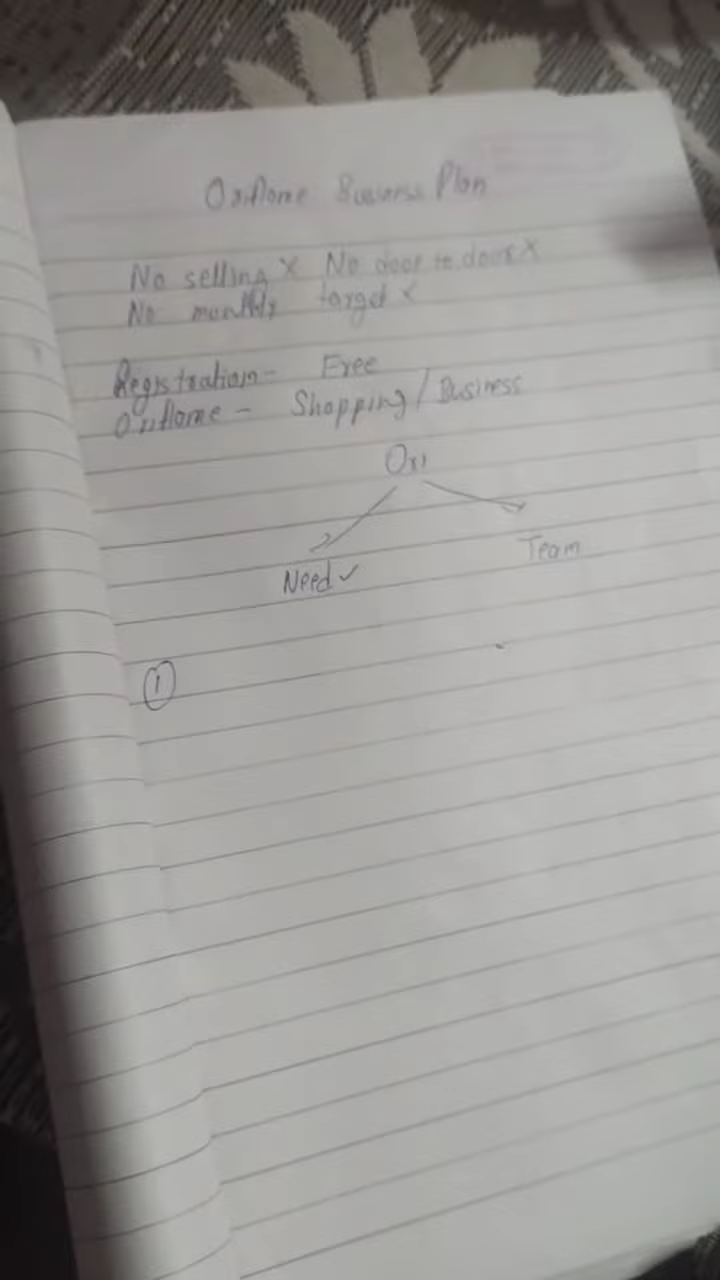 Oriflame Business Plan
No selling X No door to door X
No monthly target X
Registration - Free
Oriflame - Shopping / Business
Ori
Need ✓ Team
①